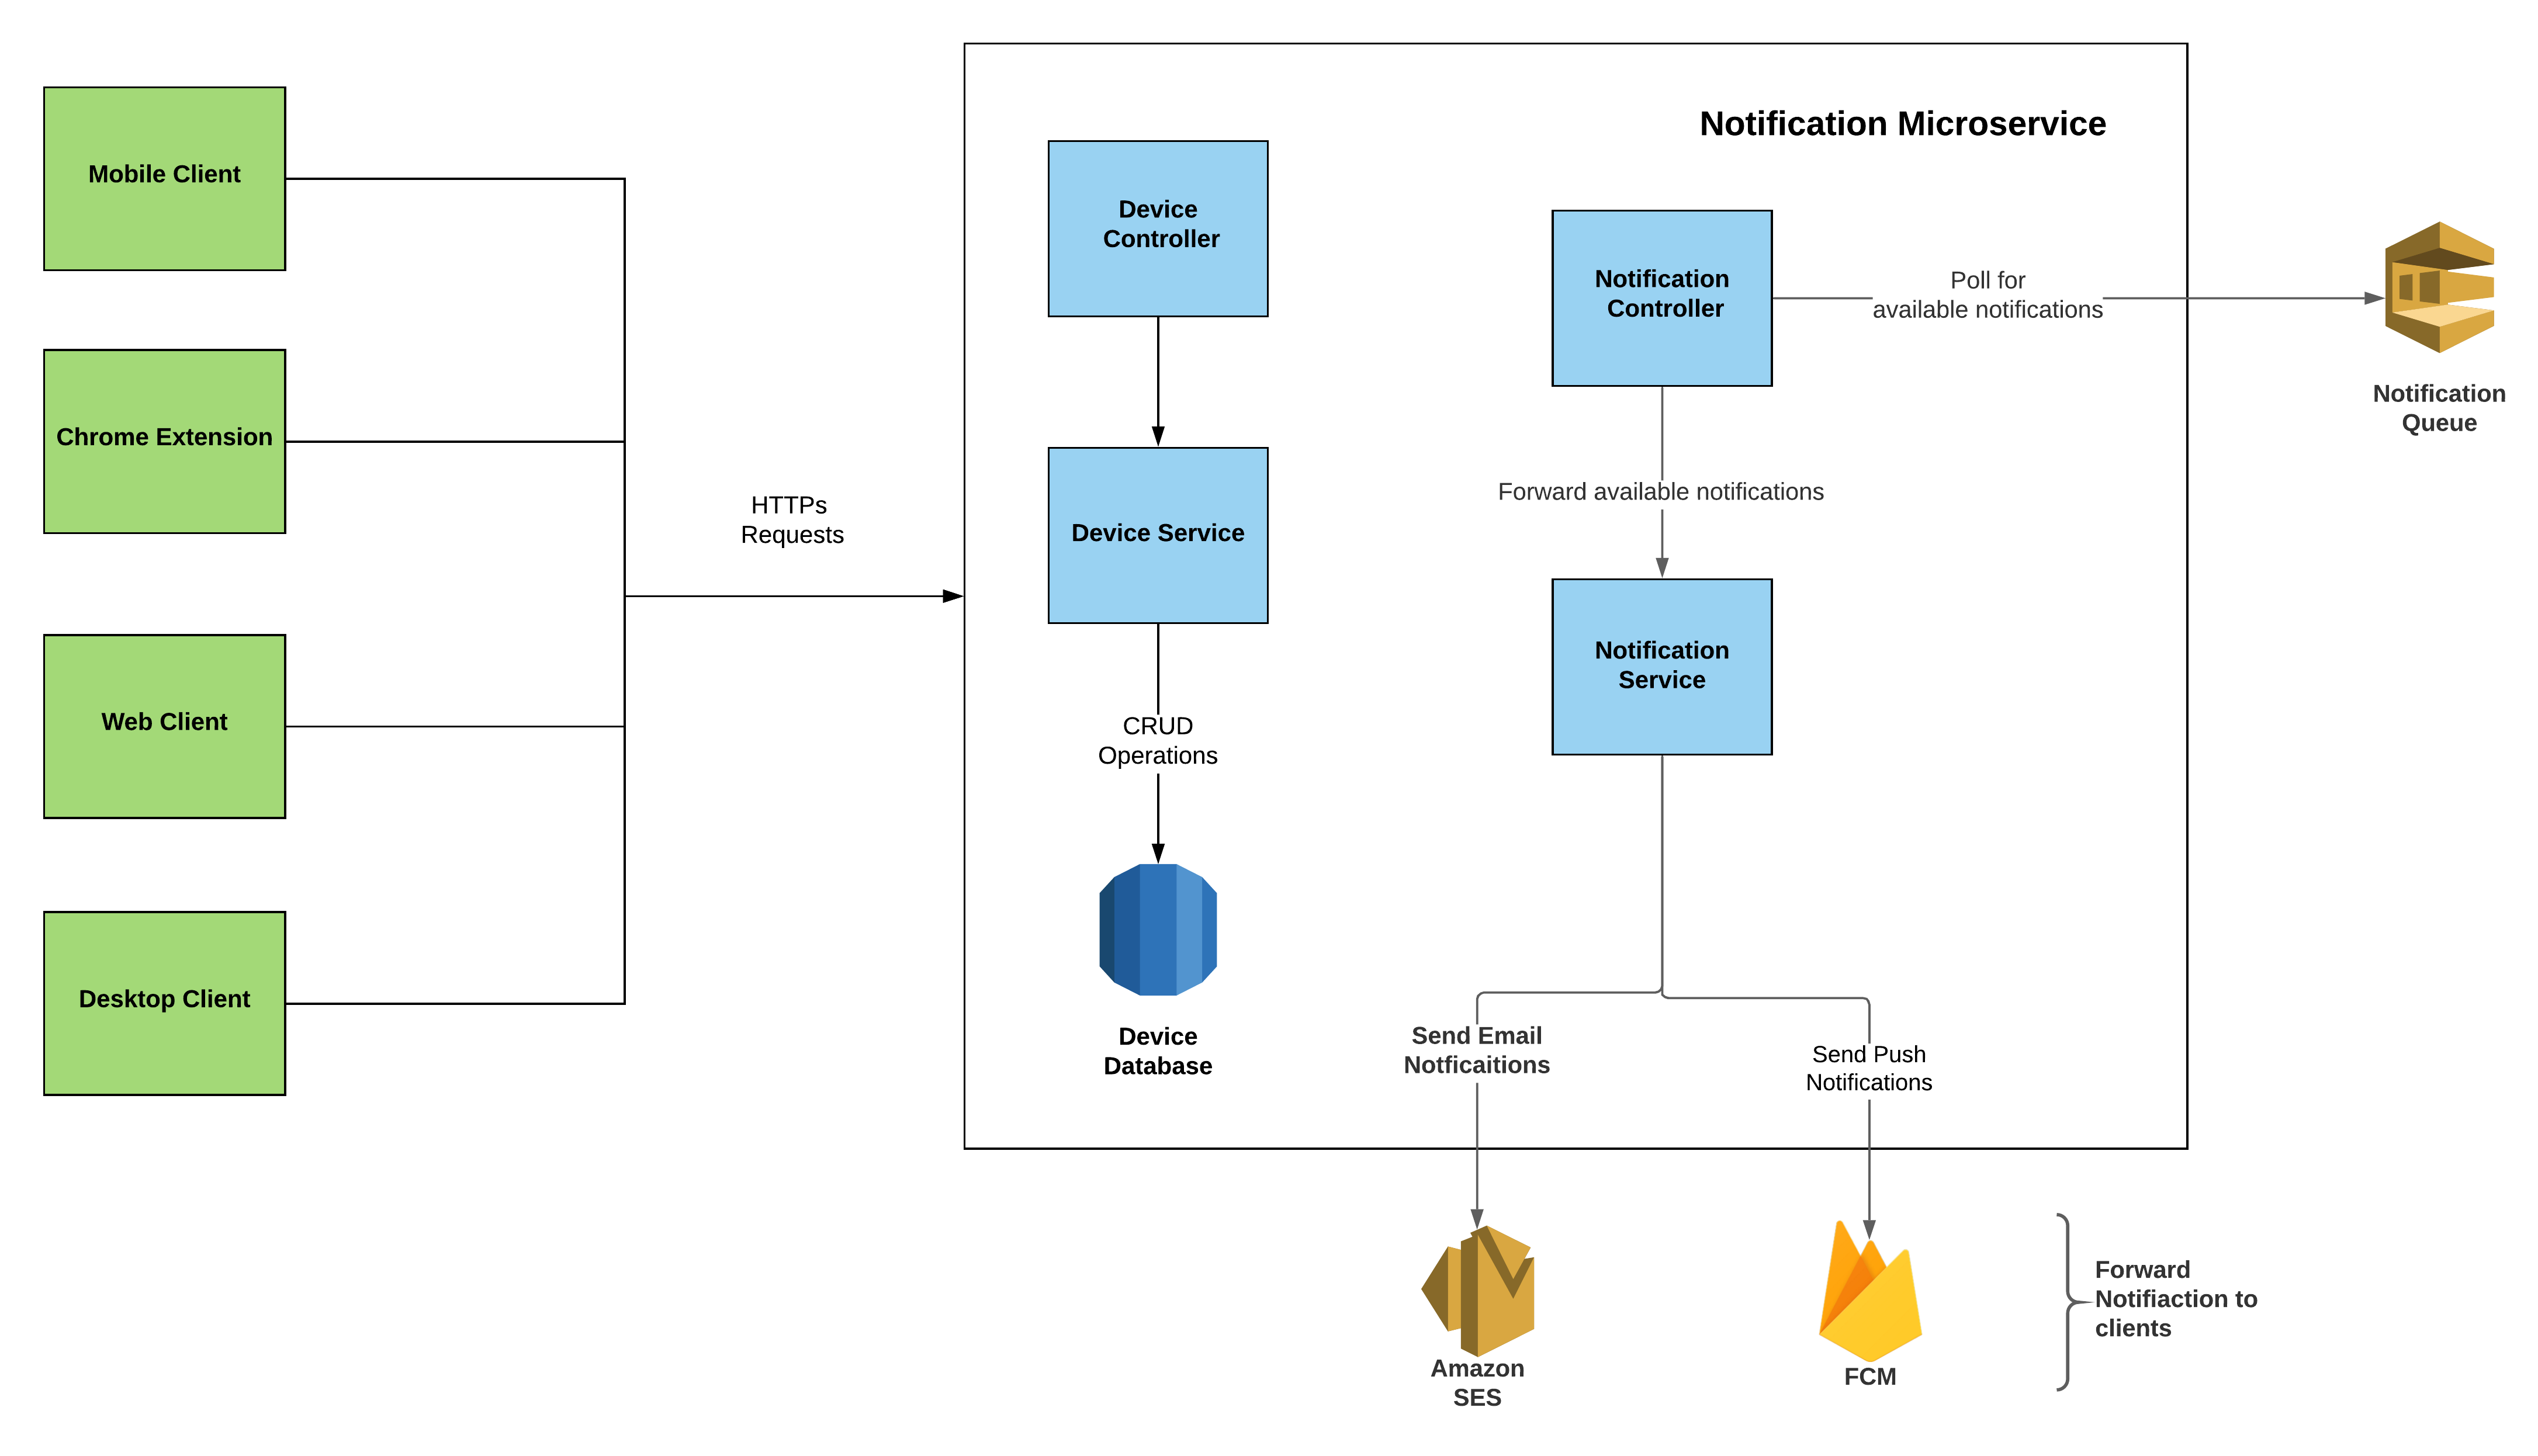 Notification Microservice
Mobile Client
Chrome Extension
Web Client
Desktop Client
HTTPs
Requests
Device
Controller
Device Service
CRUD
Operations
Device
Database
Notification
Controller
Poll for
available notifications
Notification
Queue
Forward available notifications
Notification
Service
Send Email
Notficaitions
Send Push
Notifications
Amazon
SES
FCM
Forward
Notifiaction to
clients